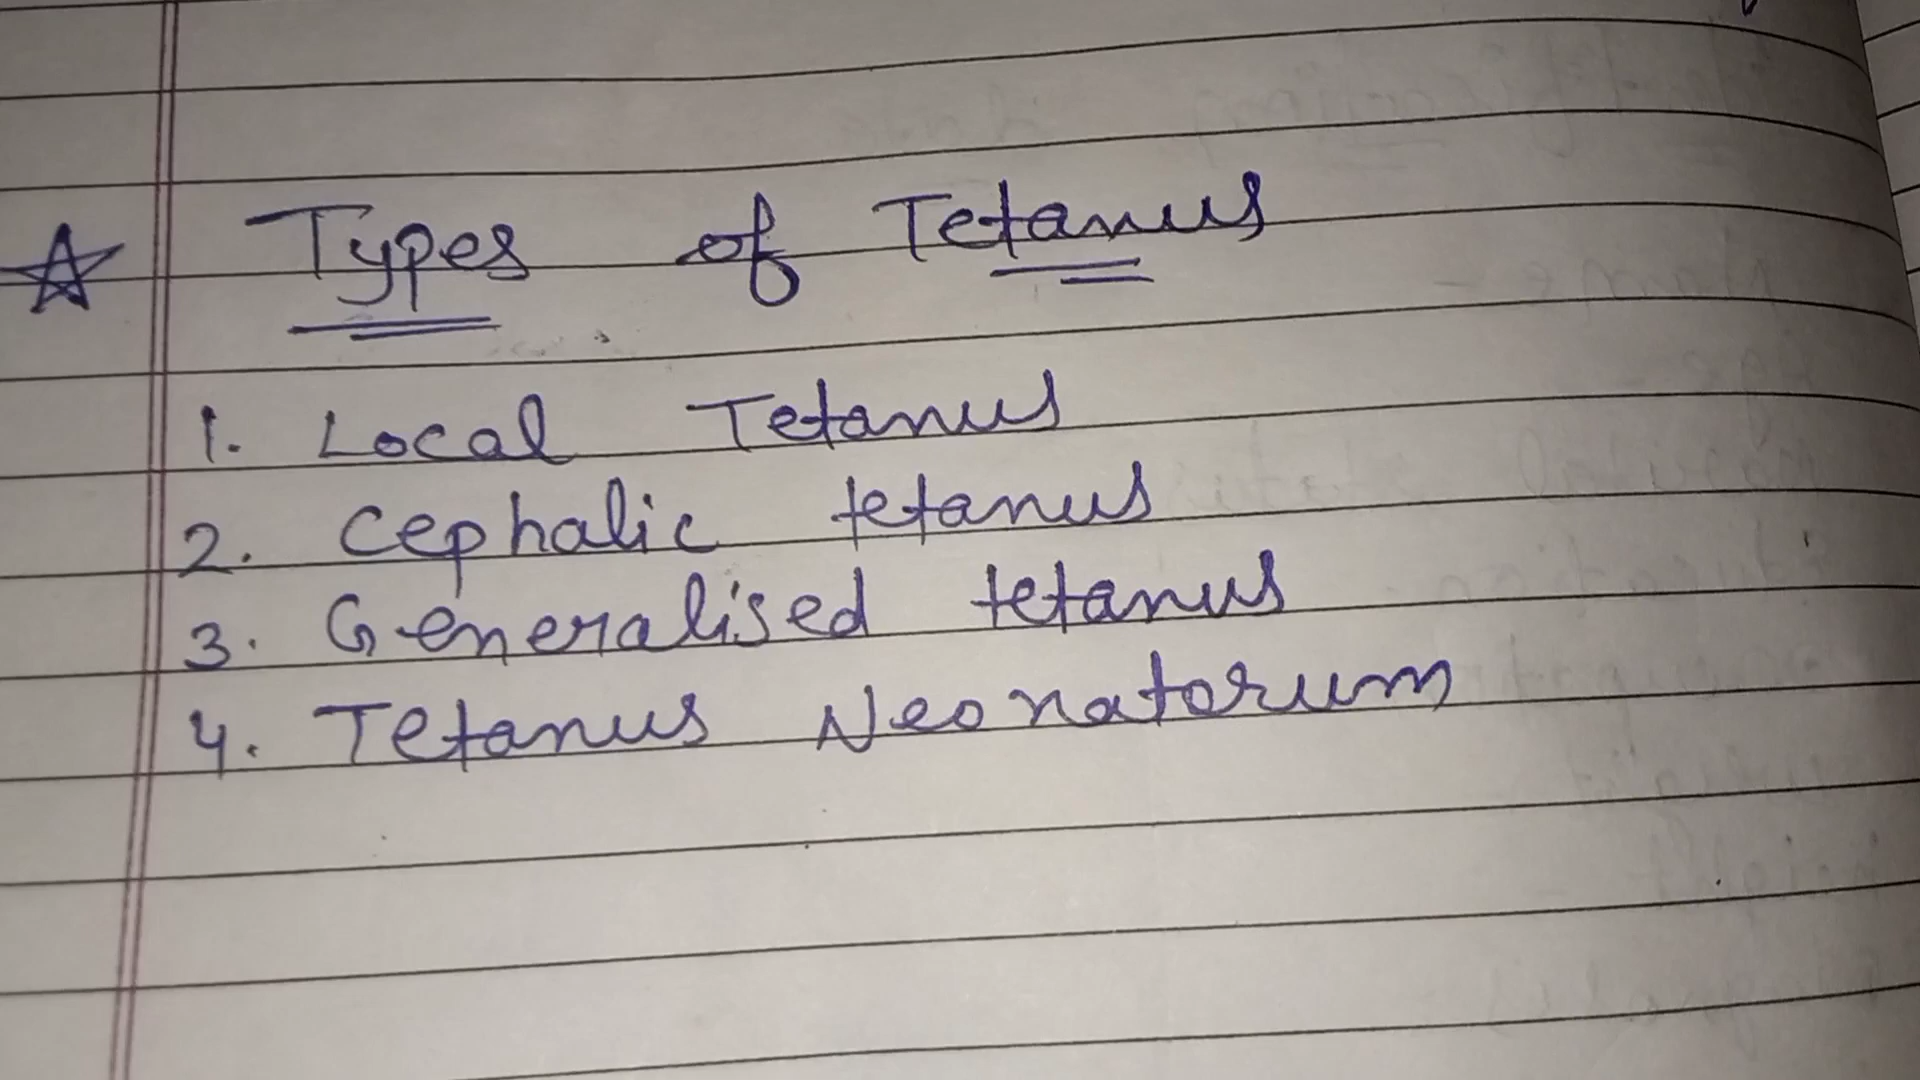 Types of Tetanus
1. Local Tetanus
2. Cephalic tetanus
3. Generalised tetanus
4. Tetanus Neonatorum